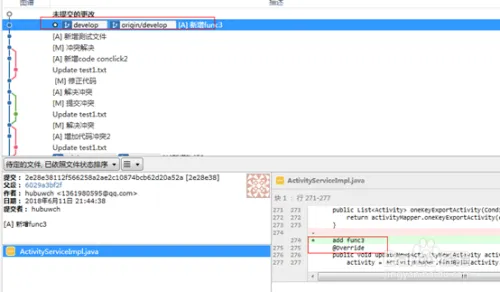 图谱 描述
未提交的更改
develop origin/develop [A] 新增func3
[A] 新增测试文件
[M] 冲突解决
[A] 新增code conclick2
Update test1.txt
[M] 修正代码
[A] 解决冲突
Update test1.txt
[M] 提交冲突
Update test1.txt
[M] 解决冲突
[A] 增加代码冲突2
Update test1.txt
待定的文件, 已依照文件状态排序
提交: 2e28e38112f566258a2ae2c10874bcb62d20a52a [2e28e38]
父级: 6029a3bf2f
作者: hubuwch <1361980595@qq.com>
日期: 2018年6月11日 21:44:38
提交者: hubuwch
[A] 新增func3
ActivityServiceImpl.java
ActivityServiceImpl.java
块 1 行 271-277
271 271 public List<Activity> oneKeyExportActivity(Cond
272 272 return activityMapper.oneKeyExportActivity(
273 273 }
274 -
274 + add func3
275 275 @Override
276 276 public void
277 277 activity =